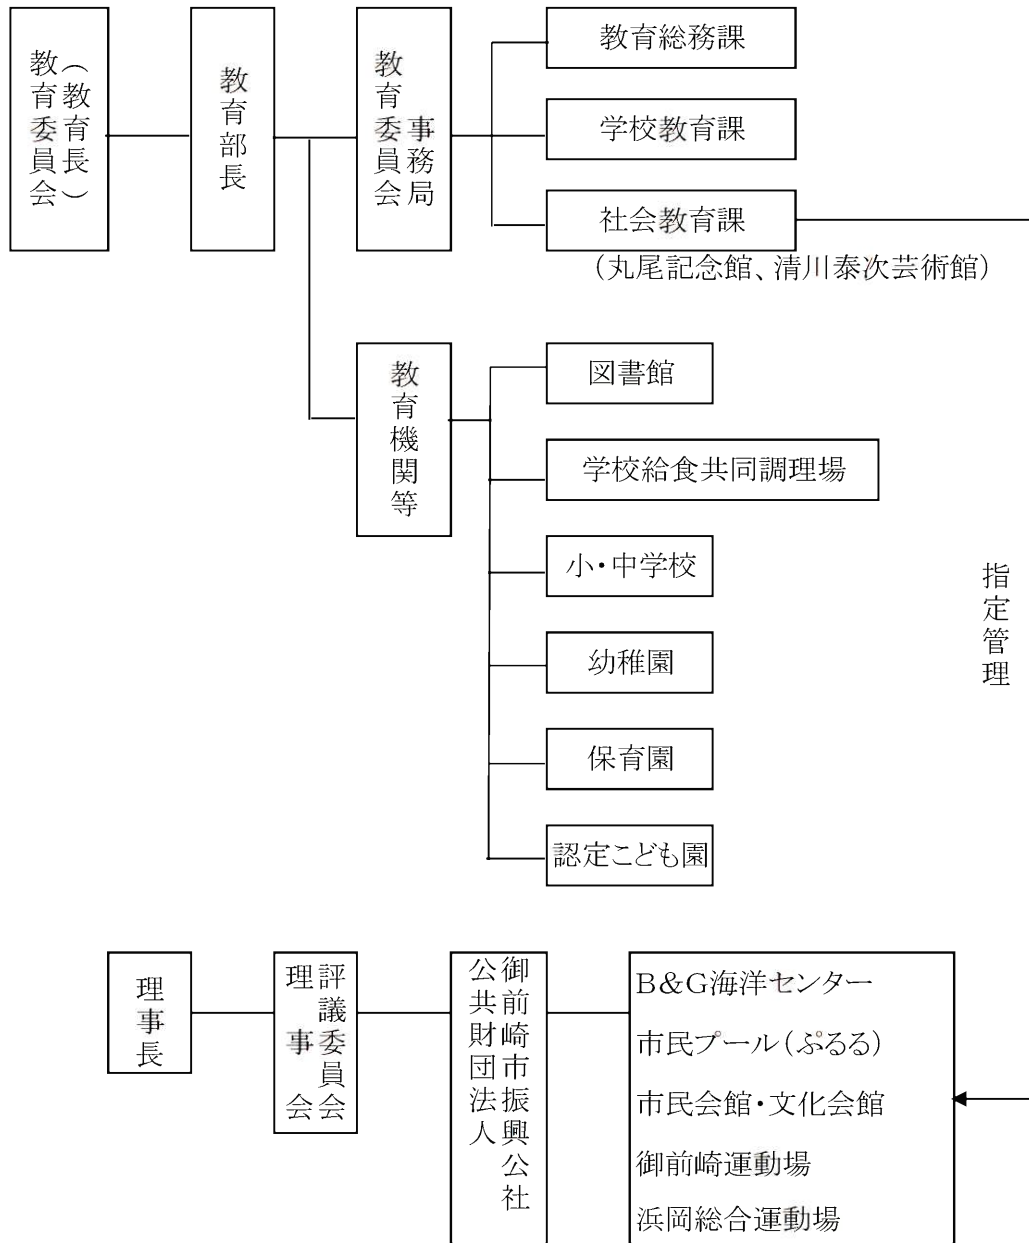 教育委員会
（教育長）
教育部長
教育委員会
事務局
教育総務課
学校教育課
社会教育課
（丸尾記念館、清川泰次芸術館）
教育機関等
図書館
学校給食共同調理場
小・中学校
幼稚園
保育園
認定こども園
指定管理
理事長
評議委員会
理事会
御前崎市振興公社
公共財団法人
B&G海洋センター
市民プール（ぷるる）
市民会館・文化会館
御前崎運動場
浜岡総合運動場